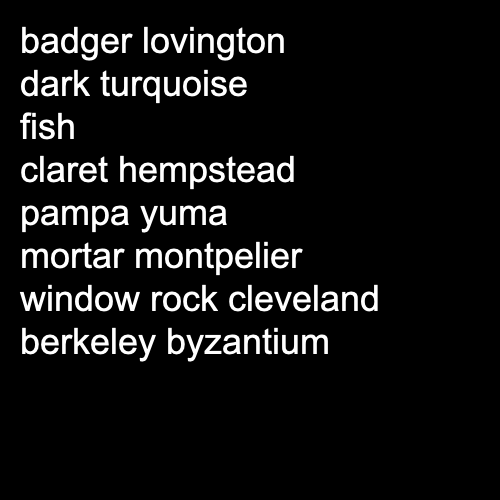 badger lovington
dark turquoise
fish
claret hempstead
pampa yuma
mortar montpelier
window rock cleveland
berkeley byzantium